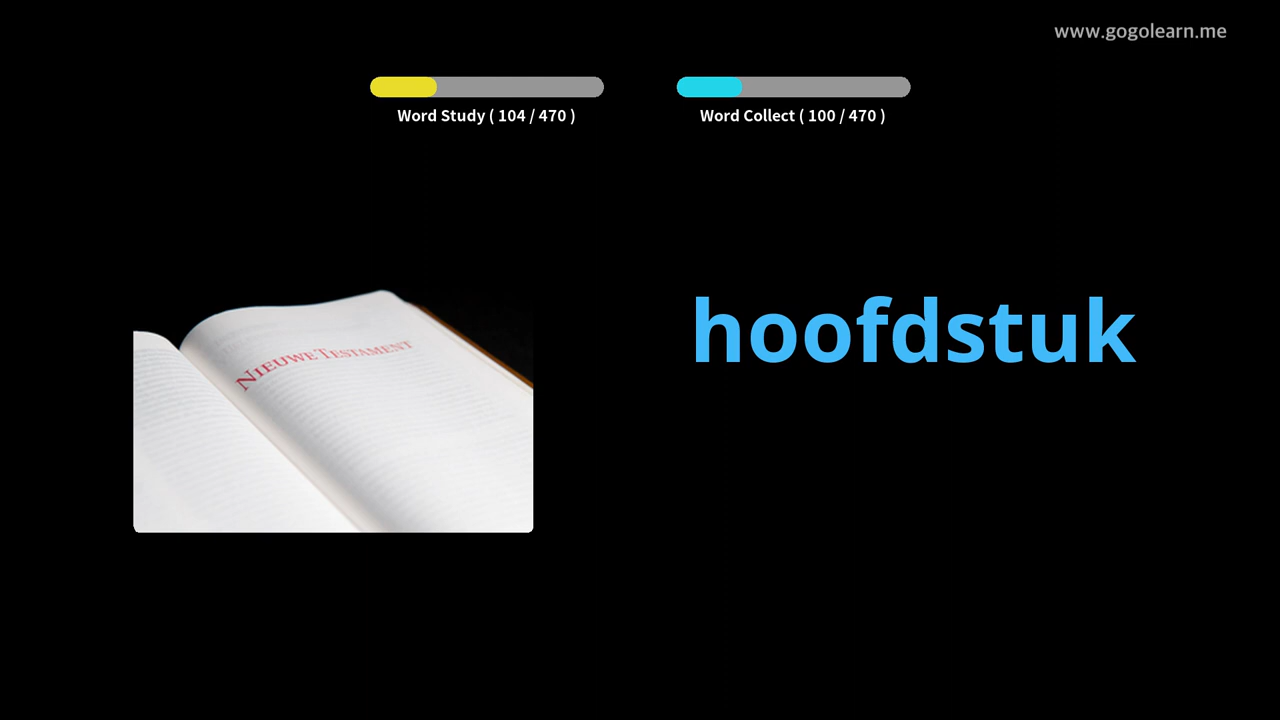 www.gogolearn.me
Word Study ( 104 / 470 )
Word Collect ( 100 / 470 )
NIEUWE TESTAMENT
hoofdstuk